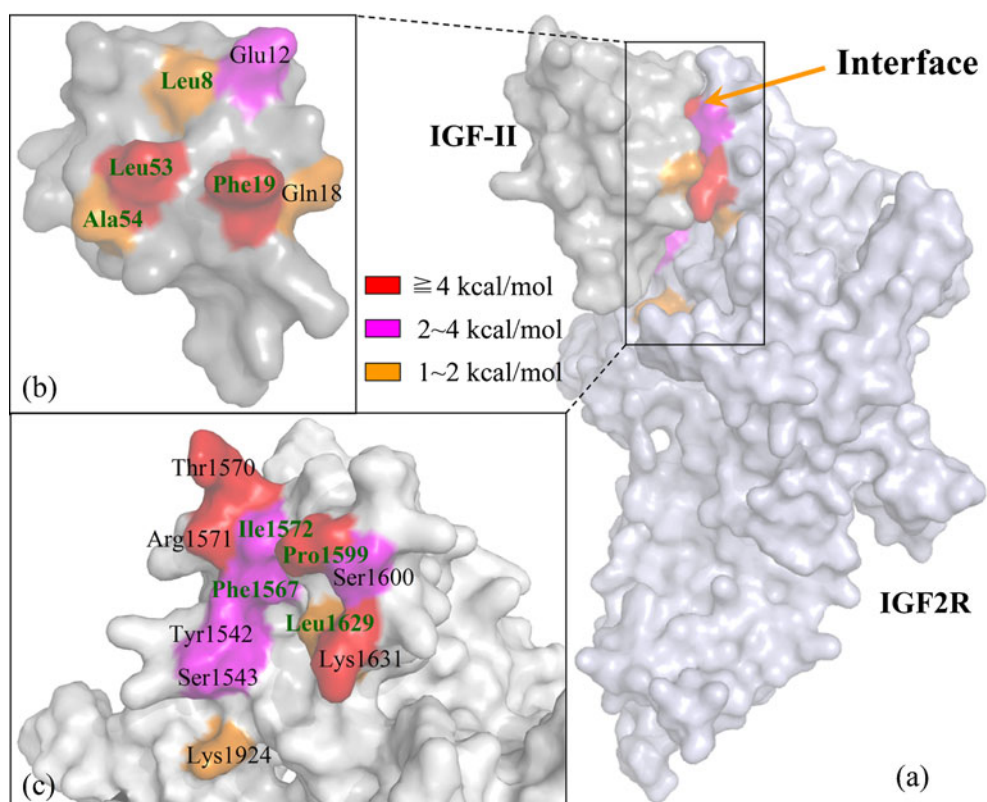 Glu12
Leu8
Leu53
Phe19
Gln18
Ala54
(b)
≧ 4 kcal/mol
2~4 kcal/mol
1~2 kcal/mol
Interface
IGF-II
IGF2R
(a)
Thr1570
Arg1571
Ile1572
Pro1599
Ser1600
Phe1567
Leu1629
Tyr1542
Lys1631
Ser1543
Lys1924
(c)